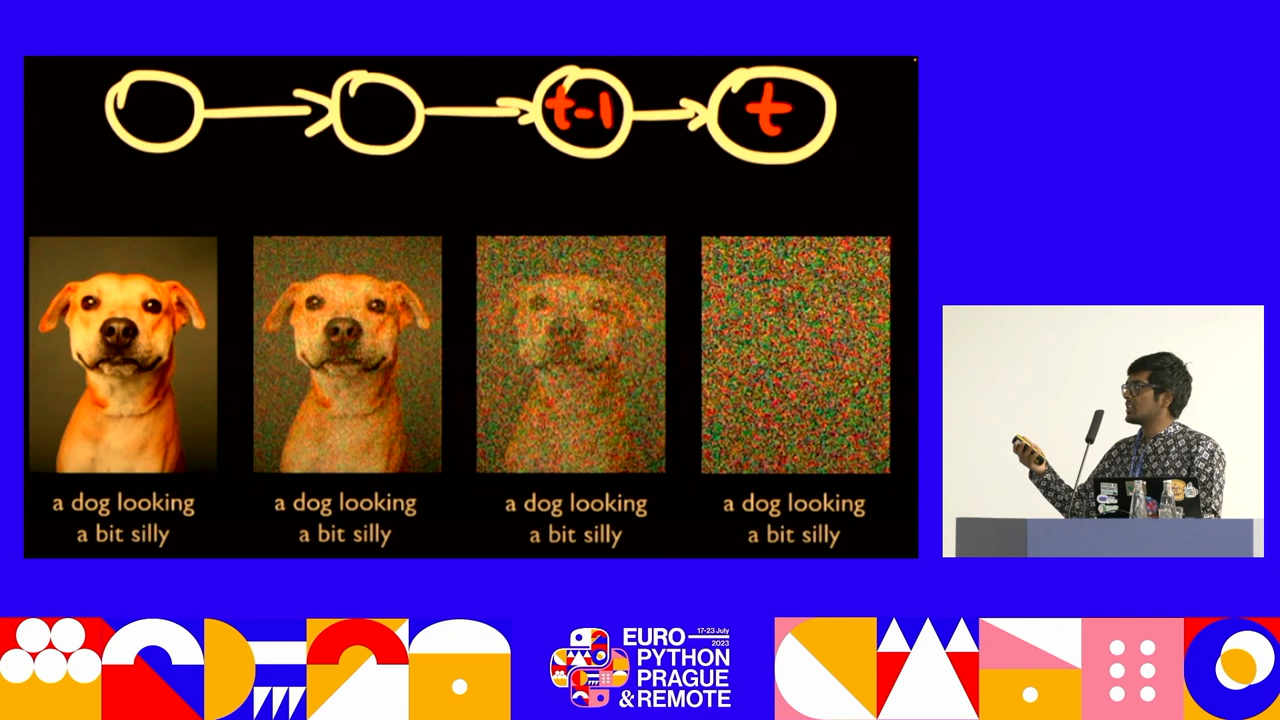 t-1
t
a dog looking
a bit silly
a dog looking
a bit silly
a dog looking
a bit silly
a dog looking
a bit silly
EURO
17-23 July
2023
PYTHON
PRAGUE
& REMOTE